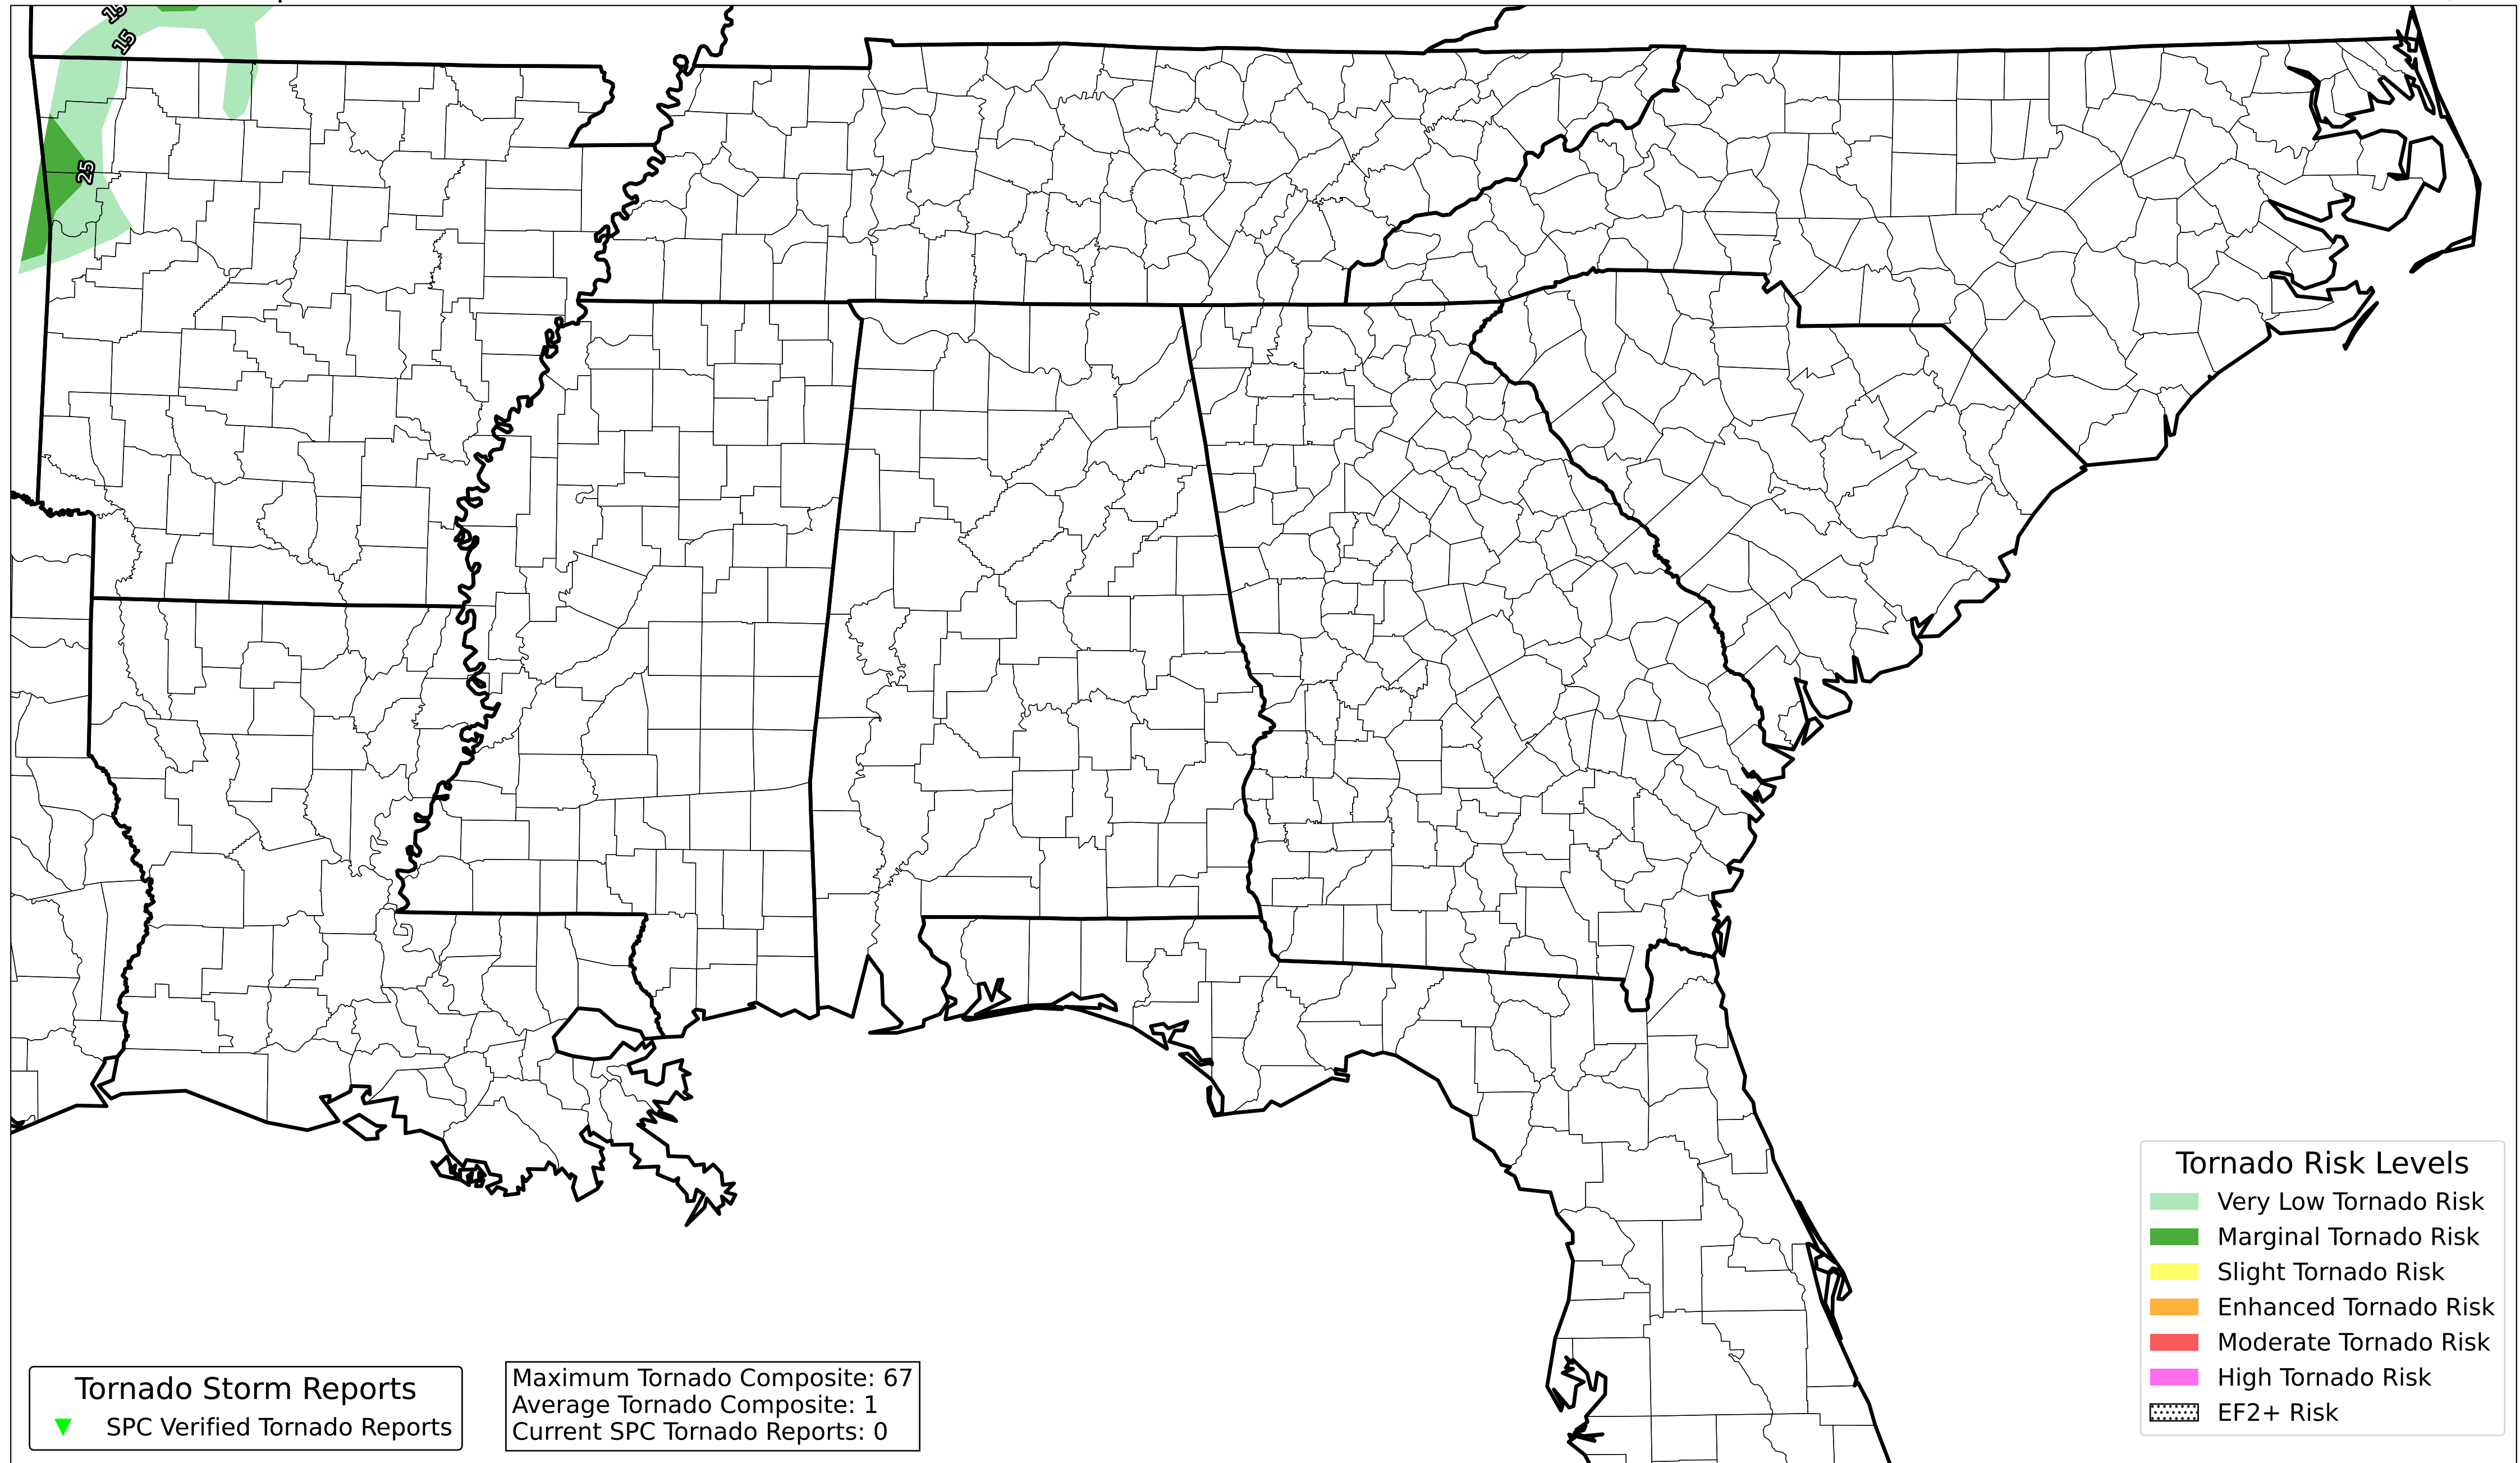 15
15
25
Tornado Risk Levels
Very Low Tornado Risk
Marginal Tornado Risk
Slight Tornado Risk
Enhanced Tornado Risk
Moderate Tornado Risk
High Tornado Risk
EF2+ Risk
Tornado Storm Reports
SPC Verified Tornado Reports
Maximum Tornado Composite: 67
Average Tornado Composite: 1
Current SPC Tornado Reports: 0